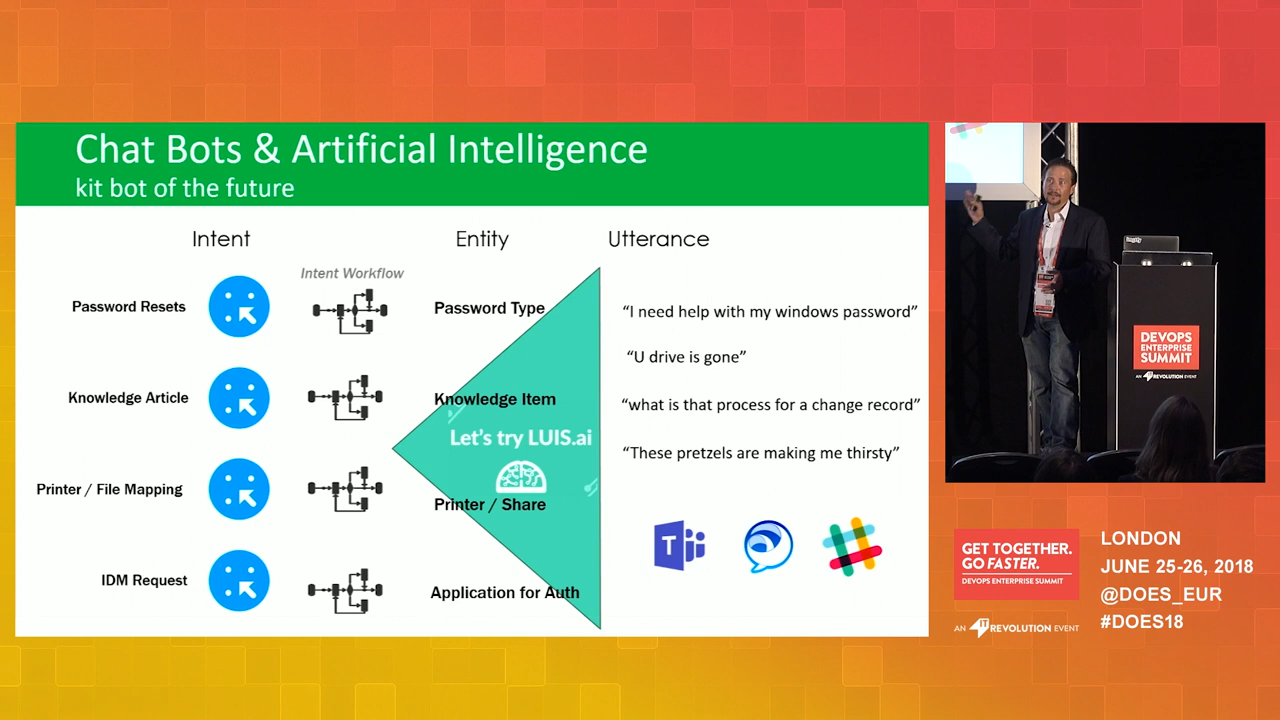 Chat Bots & Artificial Intelligence
kit bot of the future
Intent
Entity
Utterance
Intent Workflow
Password Resets
Password Type
"I need help with my windows password"
"U drive is gone"
Knowledge Article
Knowledge Item
"what is that process for a change record"
Let's try LUIS.ai
"These pretzels are making me thirsty"
Printer / File Mapping
Printer / Share
T
IDM Request
Application for Auth
DEVOPS
ENTERPRISE
SUMMIT
AN IT REVOLUTION EVENT
GET TOGETHER.
GO FASTER.
DEVOPS ENTERPRISE SUMMIT
AN IT REVOLUTION EVENT
LONDON
JUNE 25-26, 2018
@DOES_EUR
#DOES18